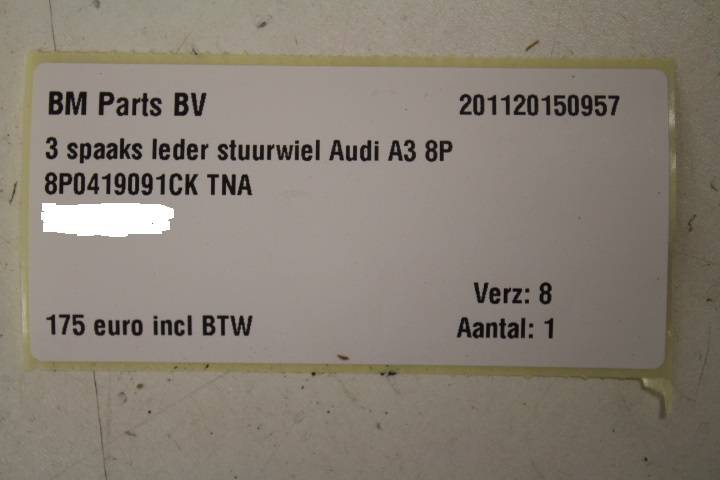 BM Parts BV 201120150957
3 spaaks leder stuurwiel Audi A3 8P
8P0419091CK TNA
Verz: 8
175 euro incl BTW Aantal: 1